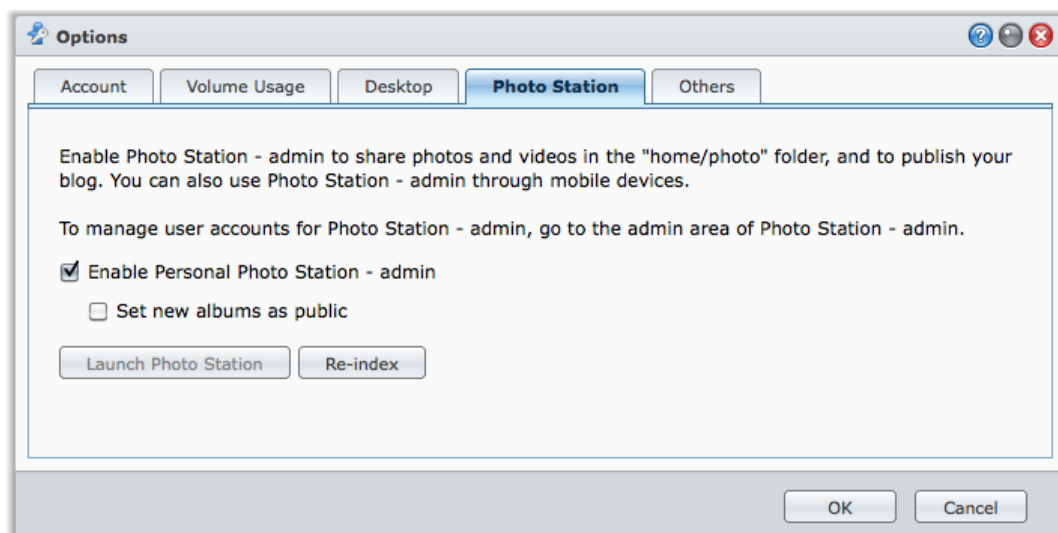 Options
Account Volume Usage Desktop Photo Station Others
Enable Photo Station - admin to share photos and videos in the "home/photo" folder, and to publish your
blog. You can also use Photo Station - admin through mobile devices.
To manage user accounts for Photo Station - admin, go to the admin area of Photo Station - admin.
Enable Personal Photo Station - admin
Set new albums as public
Launch Photo Station Re-index
OK Cancel